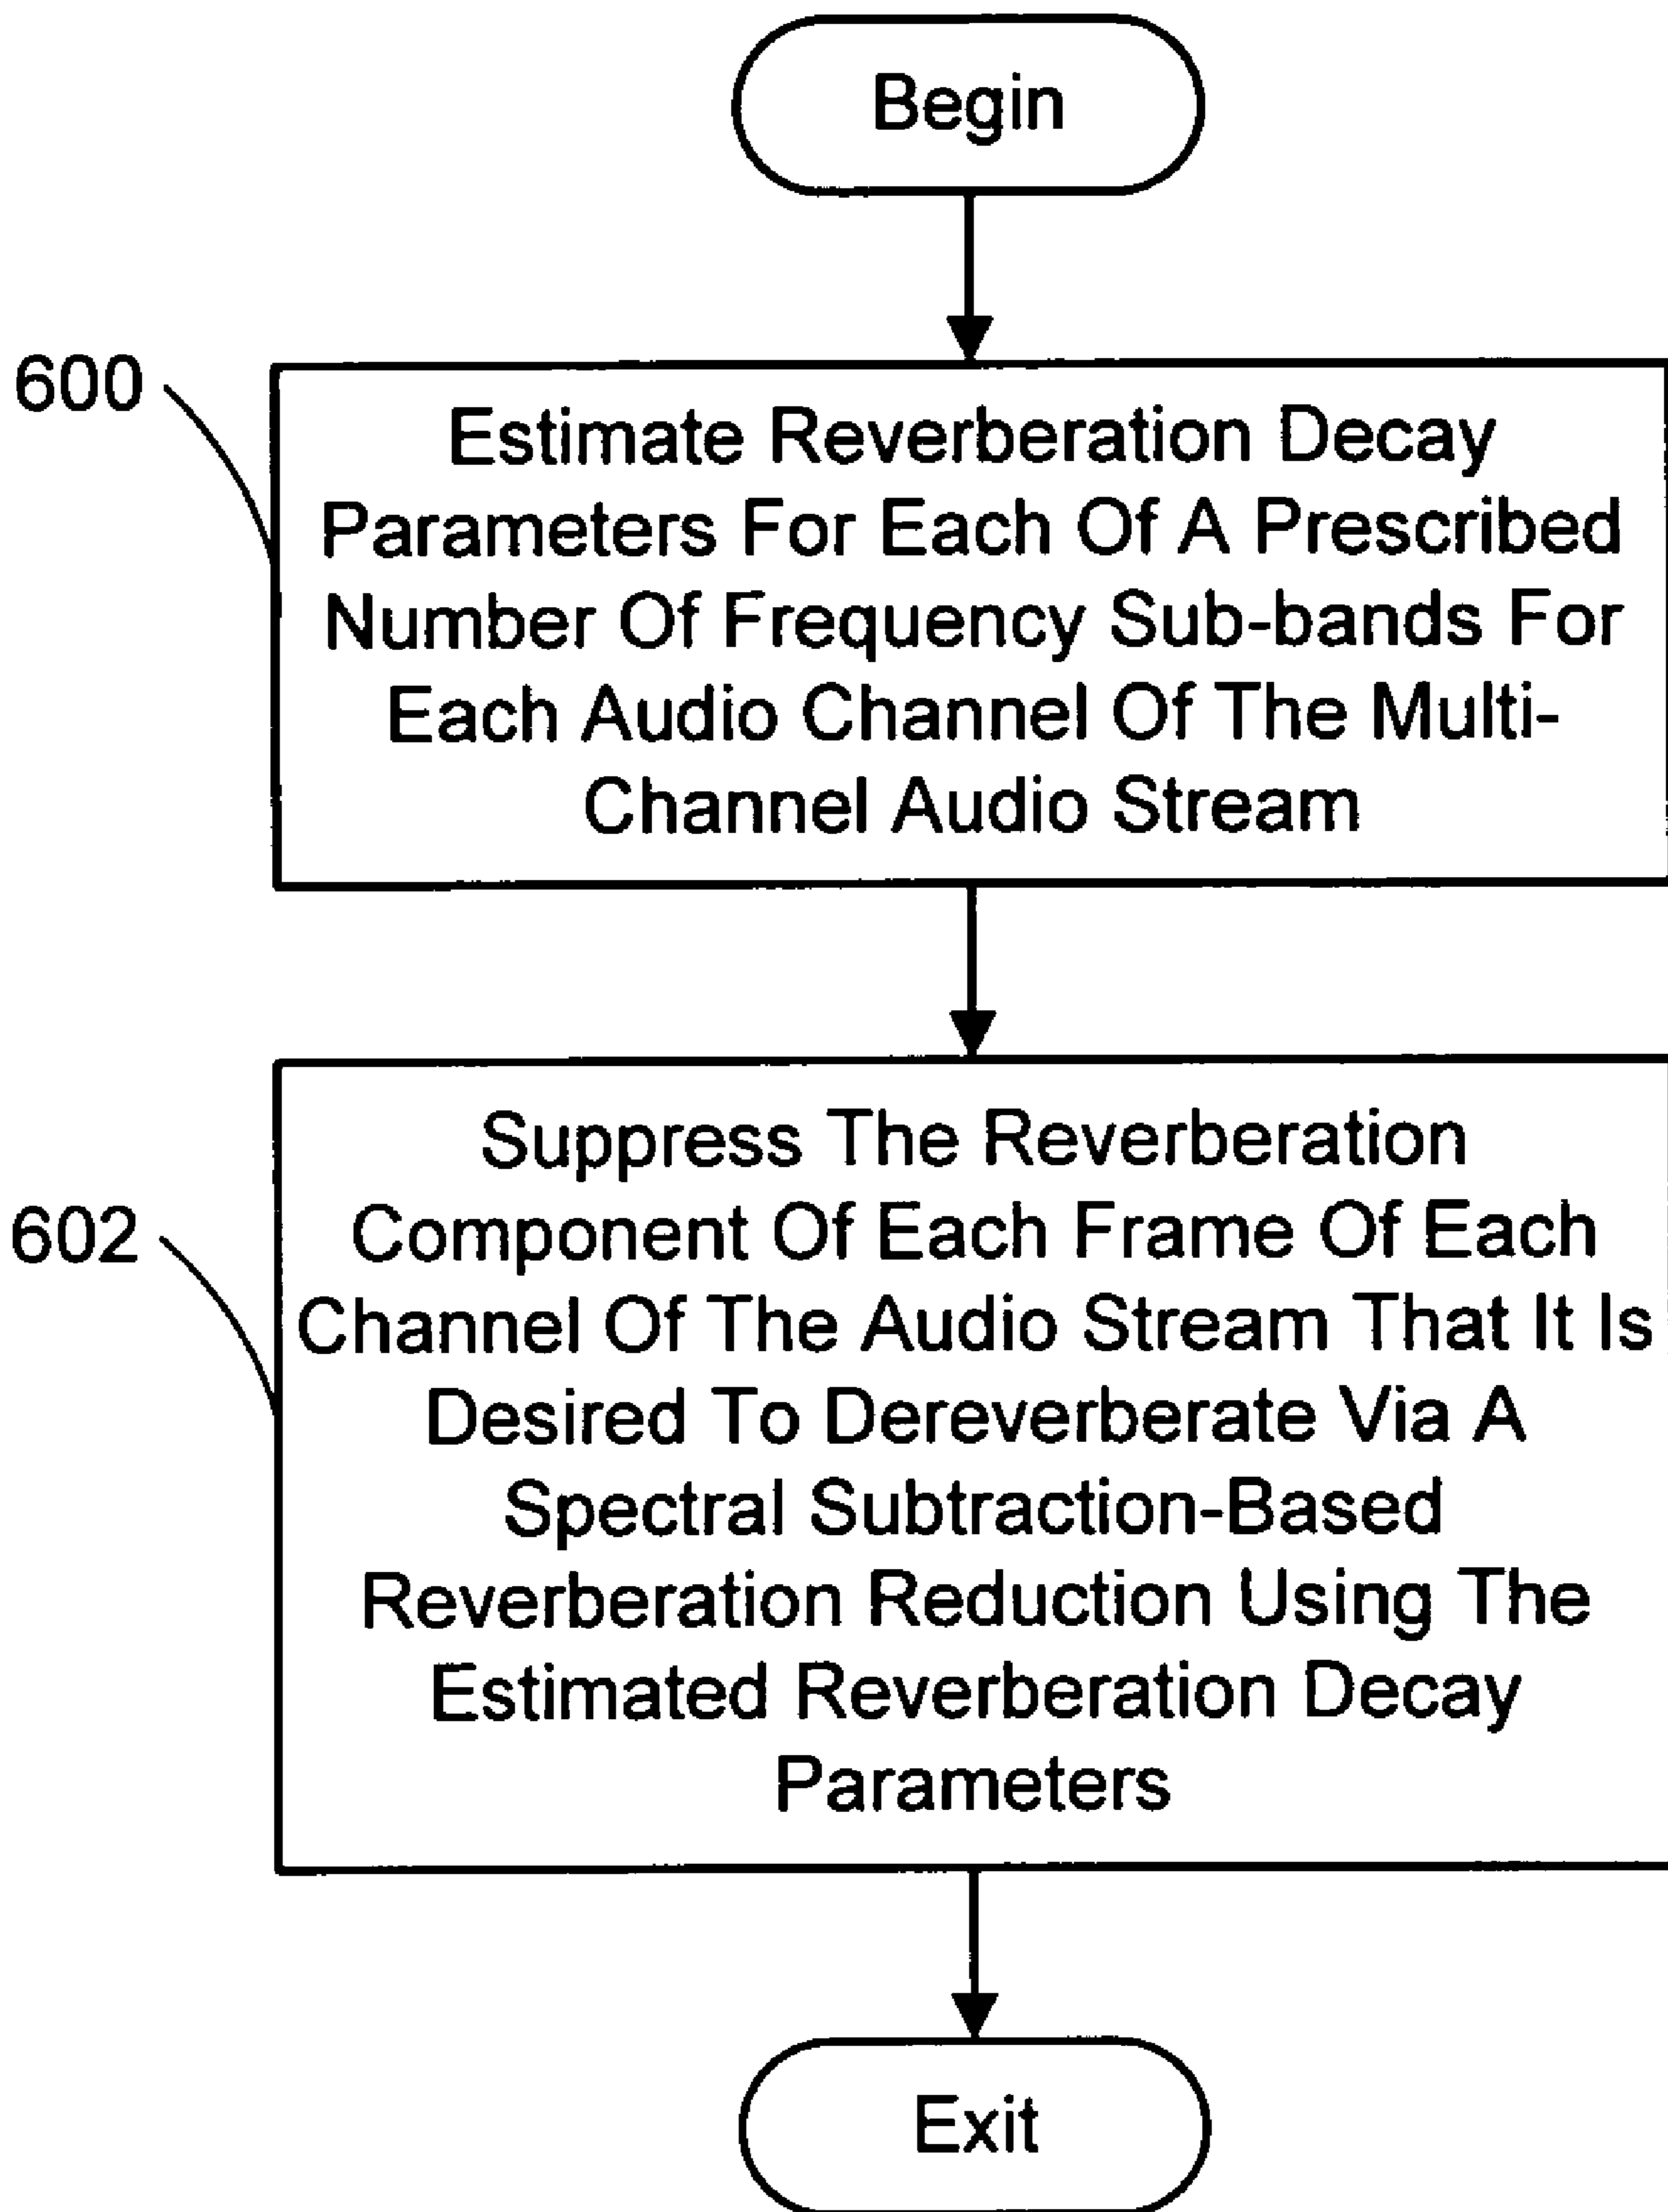 Begin
600
Estimate Reverberation Decay
Parameters For Each Of A Prescribed
Number Of Frequency Sub-bands For
Each Audio Channel Of The Multi-
Channel Audio Stream
Suppress The Reverberation
602
Component Of Each Frame Of Each
Channel Of The Audio Stream That It Is
Desired To Dereverberate Via A
Spectral Subtraction-Based
Reverberation Reduction Using The
Estimated Reverberation Decay
Parameters
Exit